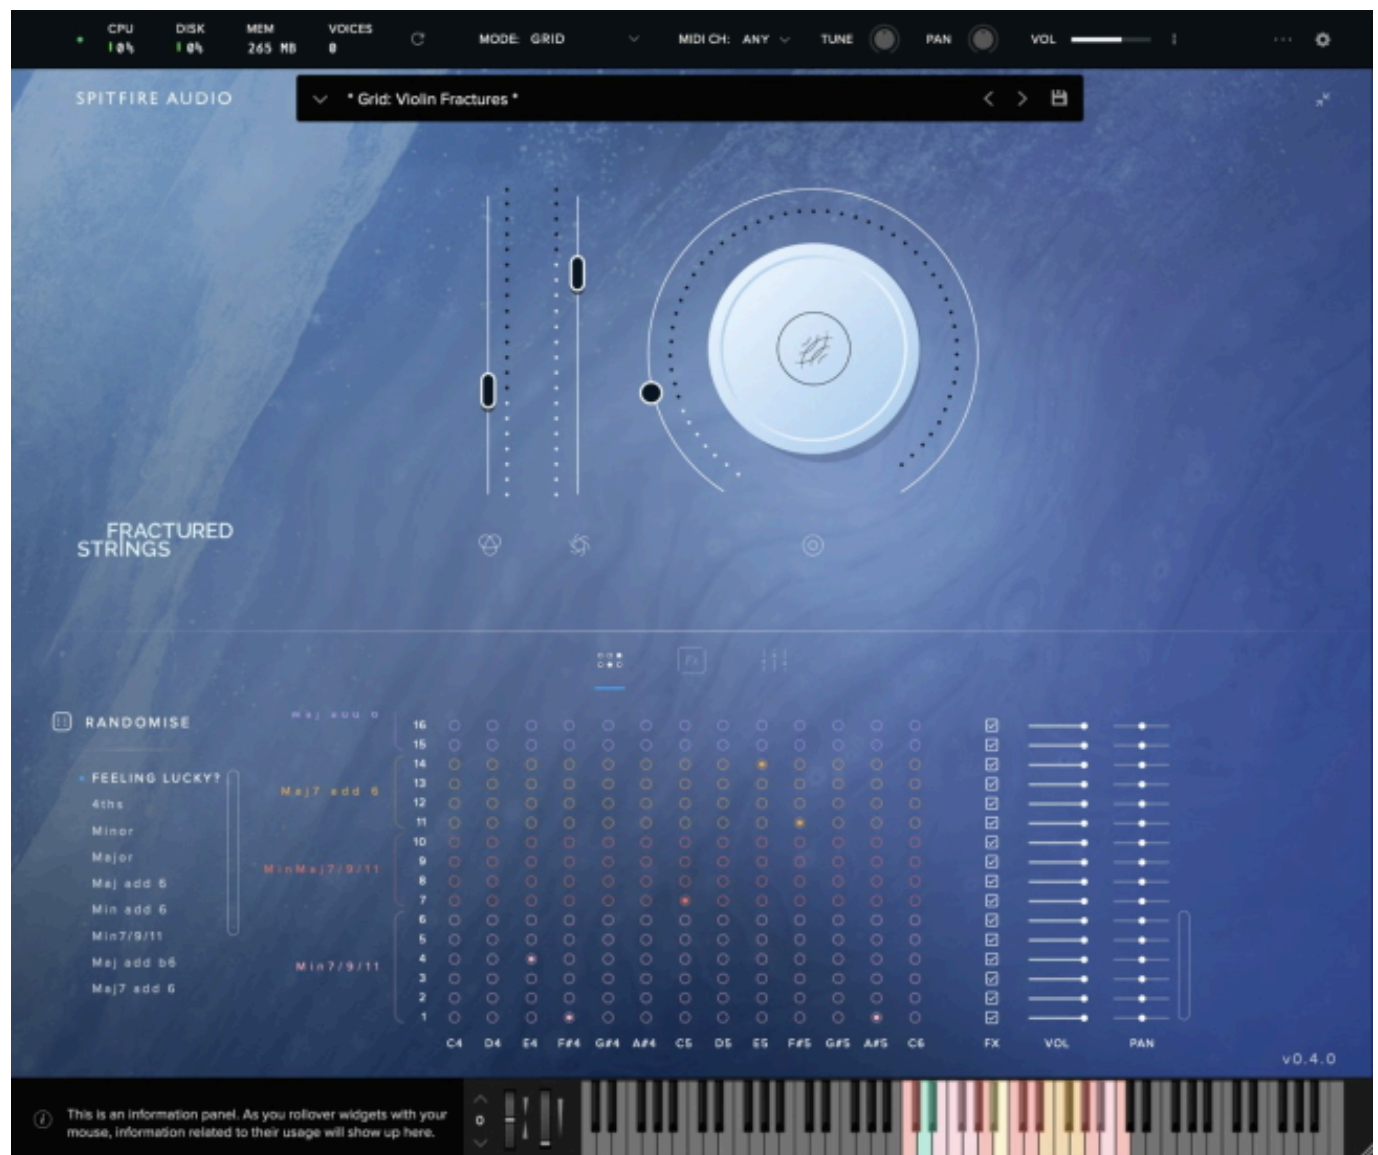 CPU DISK MEM VOICES
0% 0% 265 MB 0
MODE: GRID MIDI CH: ANY TUNE PAN VOL
SPITFIRE AUDIO
* Grid: Violin Fractures *
FRACTURED
STRINGS
Fx
RANDOMISE
FEELING LUCKY?
4ths
Minor
Major
Maj add 6
Min add 6
Min7/9/11
Maj add b6
Maj7 add 6
Maj add 6
Maj7 add 6
MinMaj7/9/11
Min7/9/11
16
15
14
13
12
11
10
9
8
7
6
5
4
3
2
1
C4 D4 E4 F#4 G#4 A#4 C5 D5 E5 F#5 G#5 A#5 C6 FX VOL PAN
v0.4.0
This is an information panel. As you rollover widgets with your
mouse, information related to their usage will show up here.
0